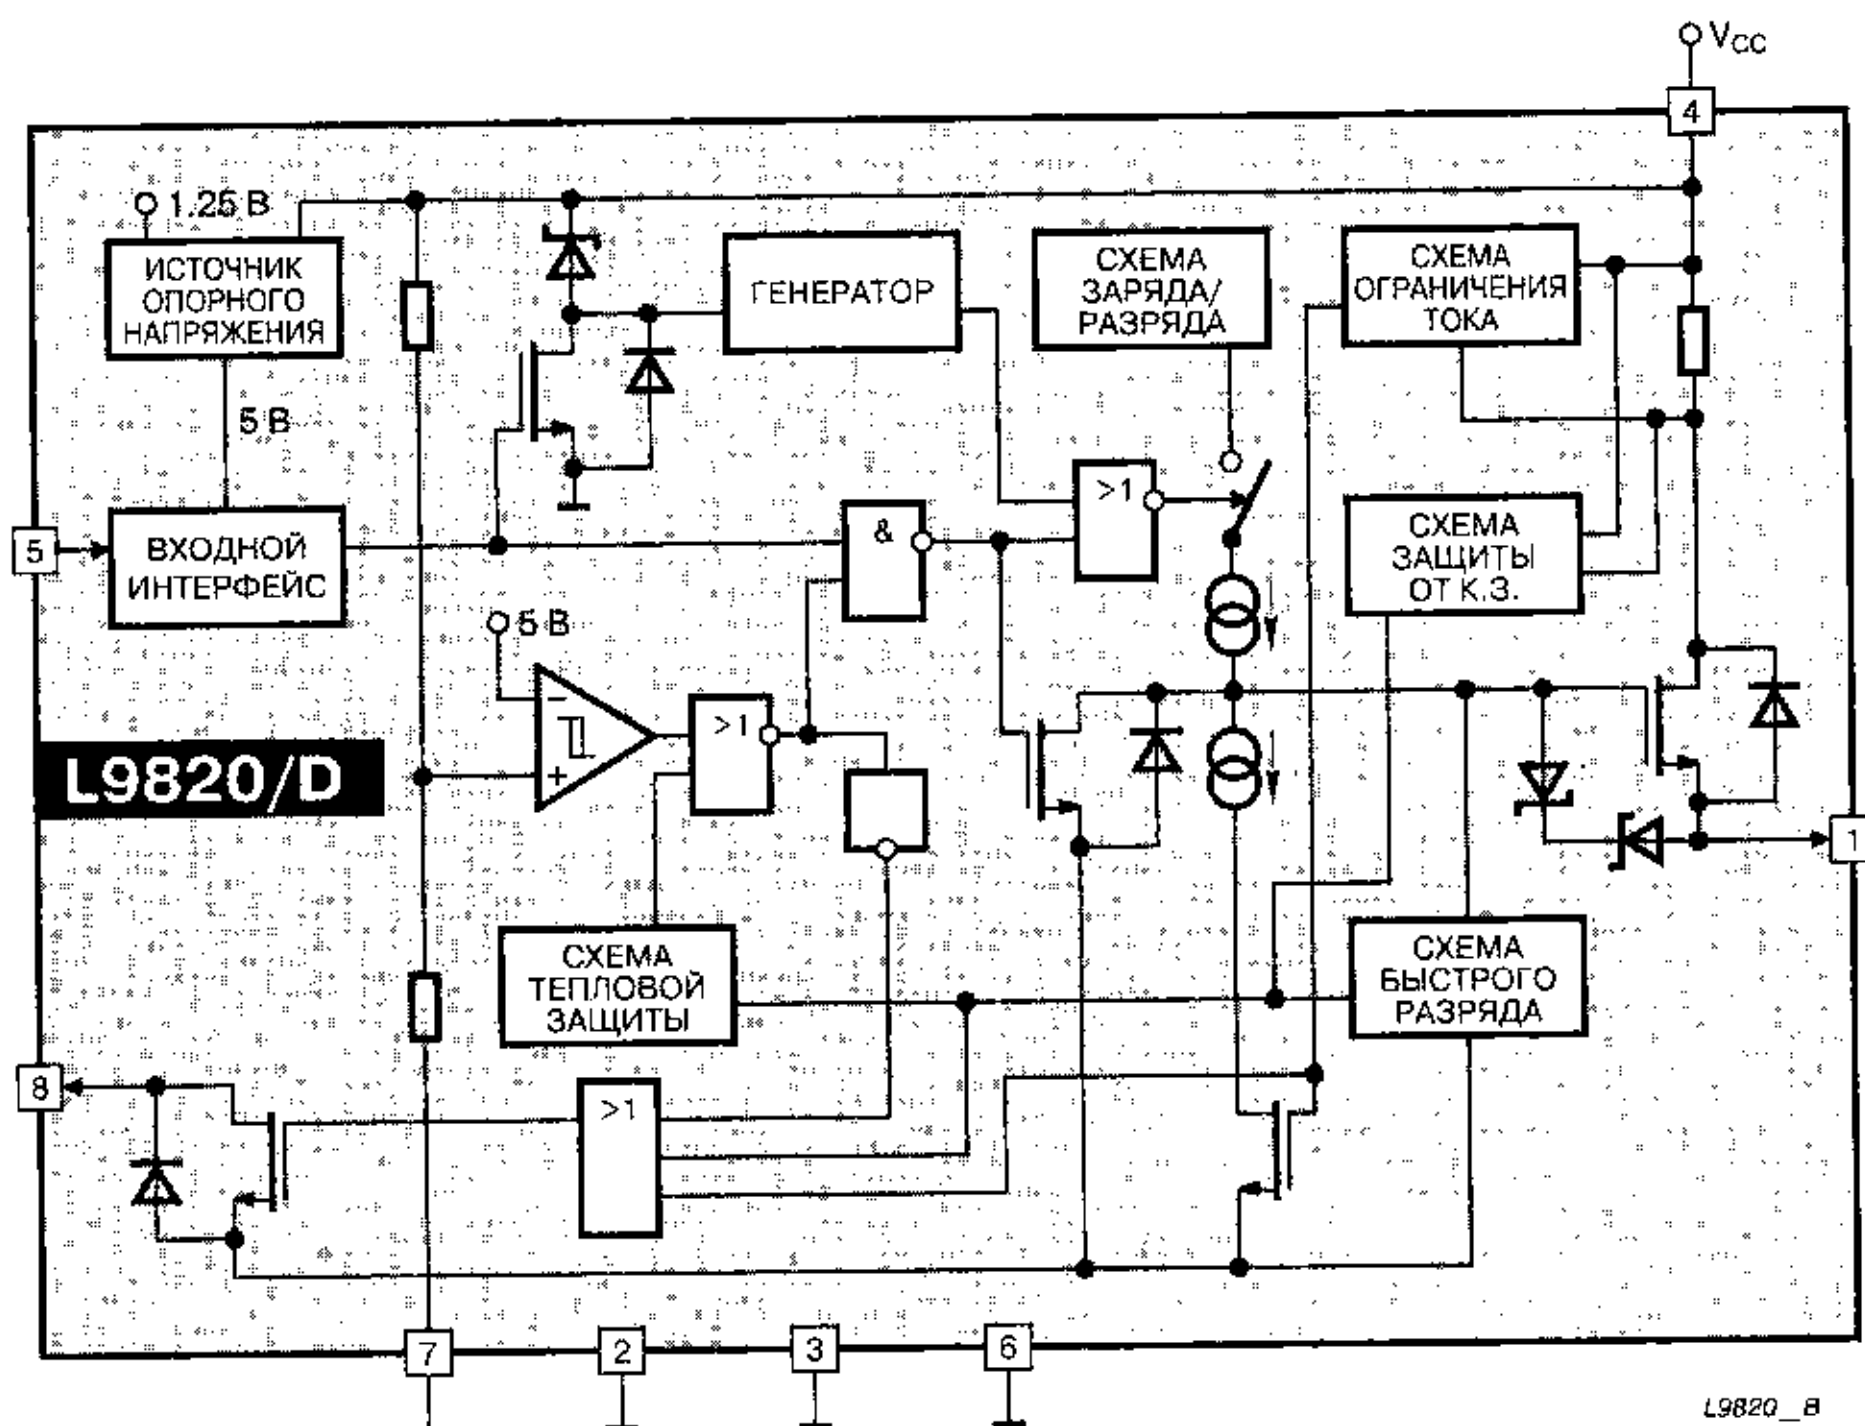 V_CC
4
1.25 В
ИСТОЧНИК
ОПОРНОГО
НАПРЯЖЕНИЯ
ГЕНЕРАТОР
СХЕМА
ЗАРЯДА/
РАЗРЯДА
СХЕМА
ОГРАНИЧЕНИЯ
ТОКА
5 В
5
ВХОДНОЙ
ИНТЕРФЕЙС
&
>1
СХЕМА
ЗАЩИТЫ
ОТ К.З.
5 В
−
+
>1
L9820/D
1
СХЕМА
ТЕПЛОВОЙ
ЗАЩИТЫ
СХЕМА
БЫСТРОГО
РАЗРЯДА
8
>1
7
2
3
6
L9820_B